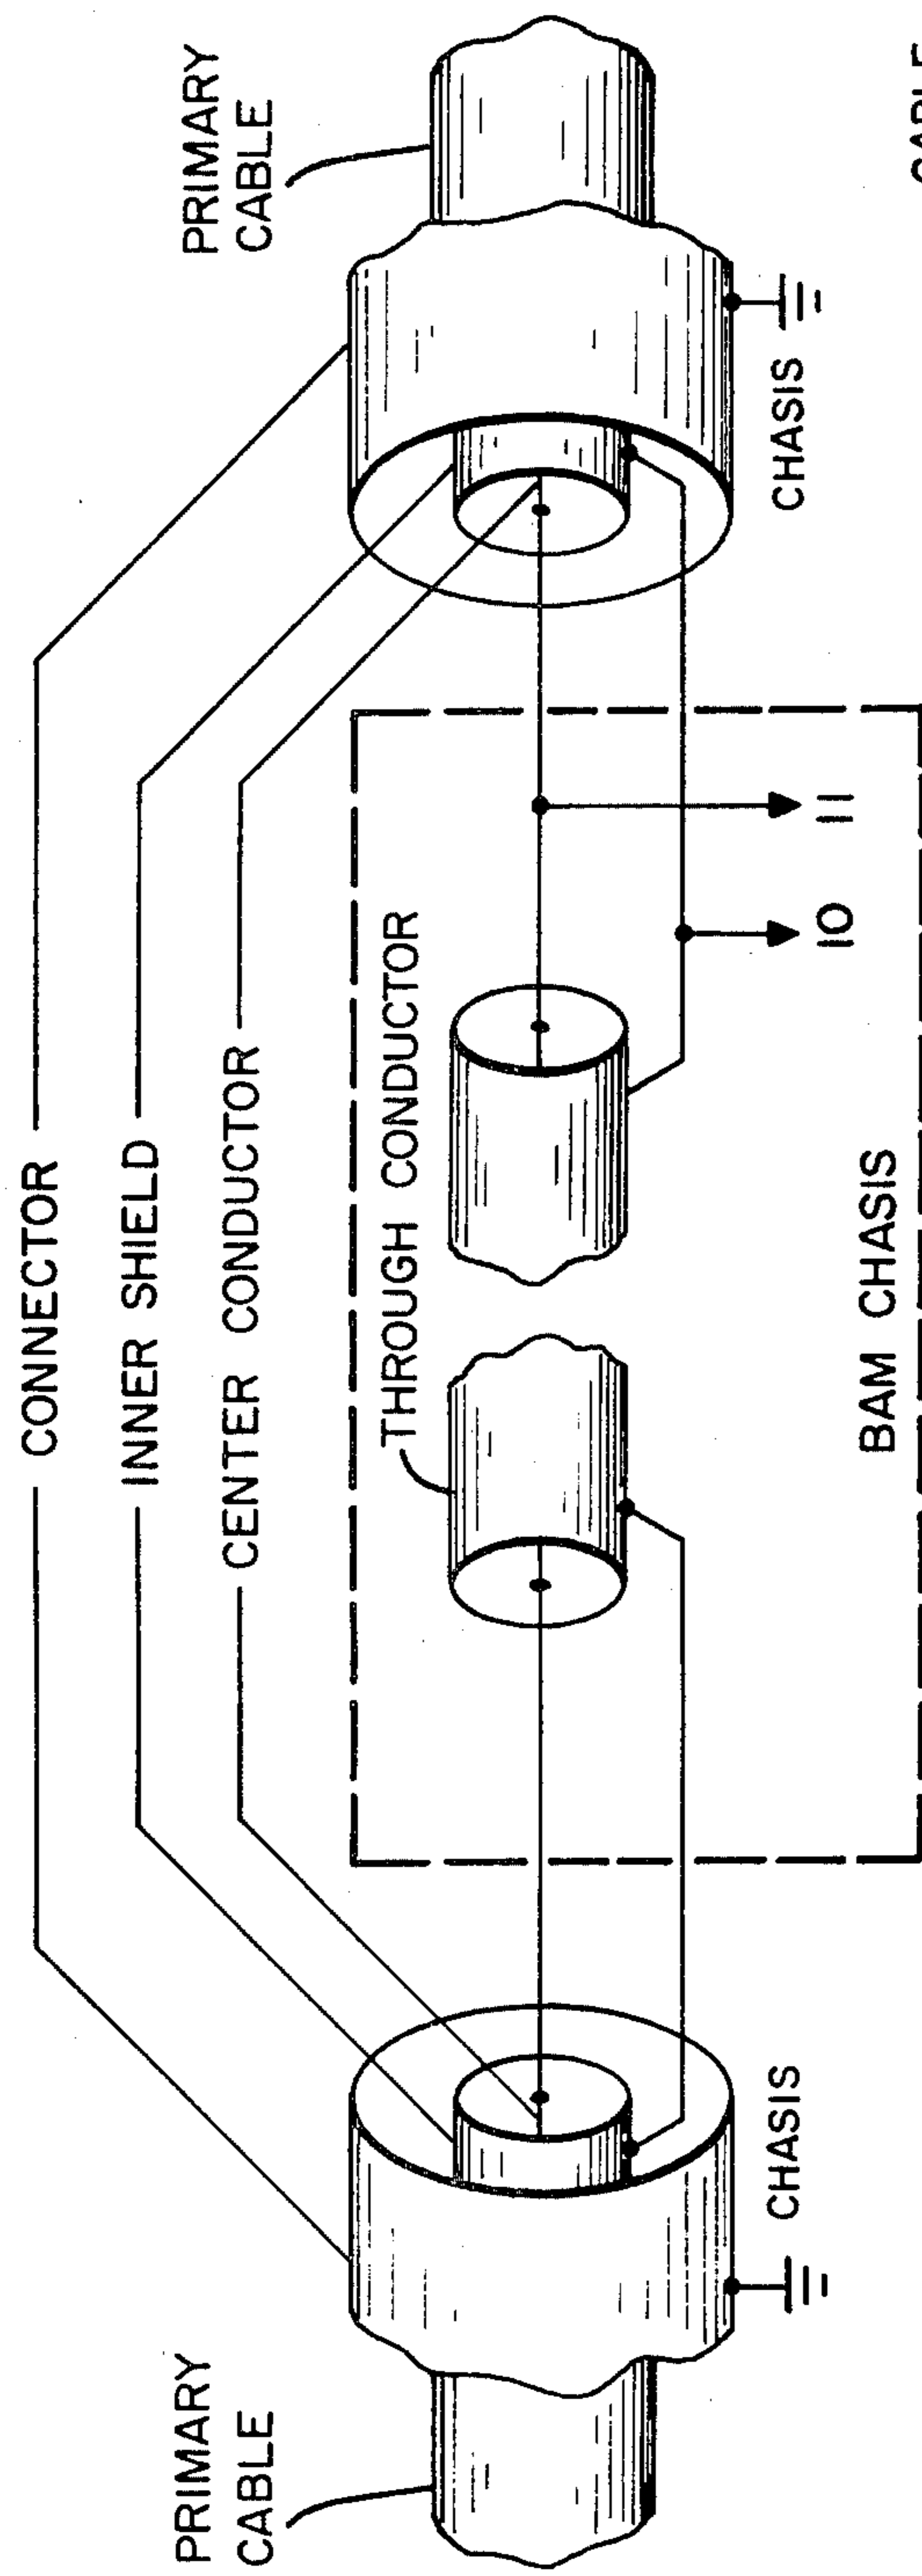 CONNECTOR
INNER SHIELD
CENTER CONDUCTOR
PRIMARY
CABLE
PRIMARY
CABLE
THROUGH CONDUCTOR
CHASIS
CHASIS
10
11
BAM CHASIS